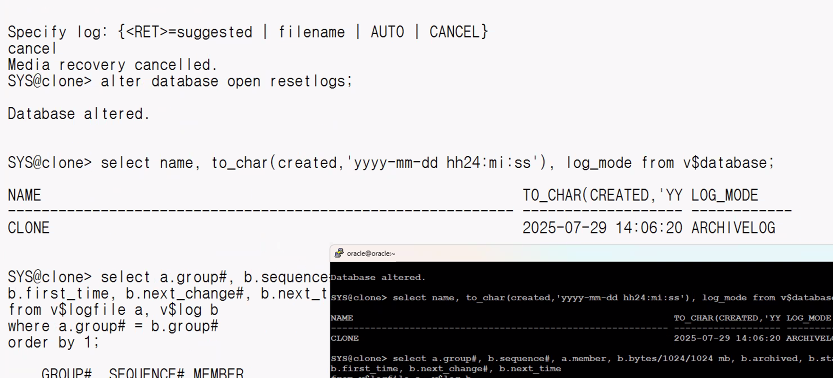 Specify log: {<RET>=suggested | filename | AUTO | CANCEL}
cancel
Media recovery cancelled.
SYS@clone> alter database open resetlogs;
Database altered.
SYS@clone> select name, to_char(created,'yyyy-mm-dd hh24:mi:ss'), log_mode from v$database;
NAME TO_CHAR(CREATED,'YY LOG_MODE
------------------------------------------------------------ ------------------- ------------
CLONE 2025-07-29 14:06:20 ARCHIVELOG
SYS@clone> select a.group#, b.sequence
b.first_time, b.next_change#, b.next_t
from v$logfile a, v$log b
where a.group# = b.group#
order by 1;
GROUP# SEQUENCE# MEMBER
oracle@oracle:~
Database altered.
SYS@clone> select name, to_char(created,'yyyy-mm-dd hh24:mi:ss'), log_mode from v$databas
NAME TO_CHAR(CREATED,'YY LOG_MODE
CLONE 2025-07-29 14:06:20 ARCHIVELO
SYS@clone> select a.group#, b.sequence#, a.member, b.bytes/1024/1024 mb, b.archived, b.sta
b.first_time, b.next_change#, b.next_time
from v$logfile a, v$log b